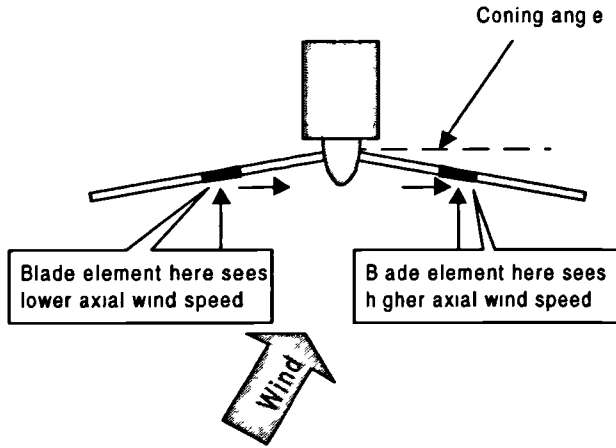 Coning ang e
Blade element here sees
lower axial wind speed
B ade element here sees
h gher axial wind speed
Wind